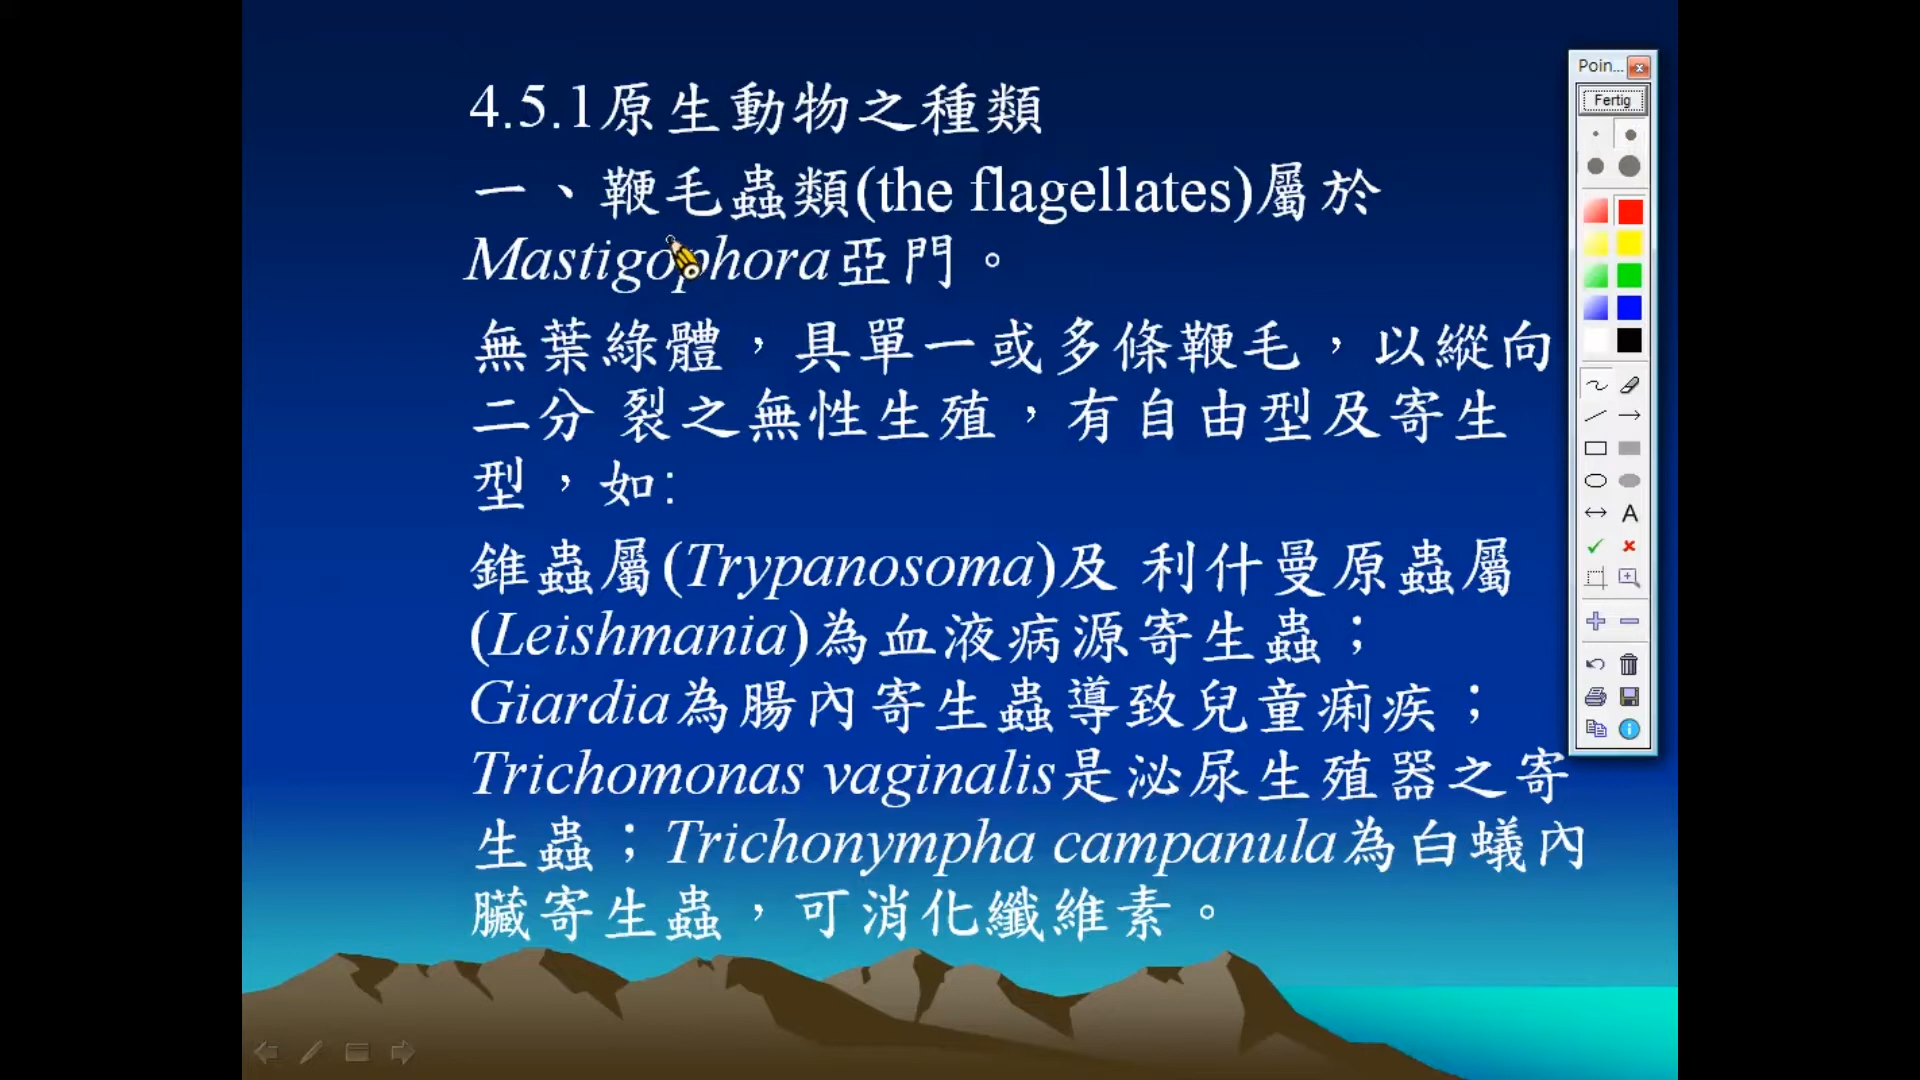 4.5.1原生動物之種類
一、鞭毛蟲類(the flagellates)屬於
Mastigophora亞門。
無葉綠體，具單一或多條鞭毛，以縱向
二分 裂之無性生殖，有自由型及寄生
型，如:
錐蟲屬(Trypanosoma)及 利什曼原蟲屬
(Leishmania)為血液病源寄生蟲；
Giardia為腸內寄生蟲導致兒童痢疾；
Trichomonas vaginalis是泌尿生殖器之寄
生蟲；Trichonympha campanula為白蟻內
臟寄生蟲，可消化纖維素。
Poin...
Fertig
A